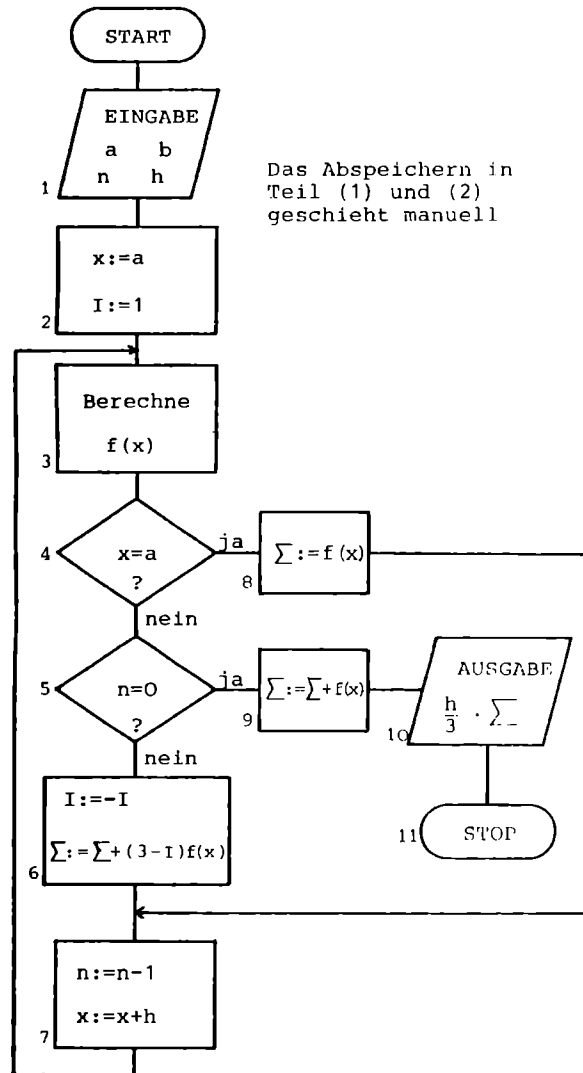 START
EINGABE
a b
n h
1
Das Abspeichern in
Teil (1) und (2)
geschieht manuell
x:=a
I:=1
2
Berechne
f(x)
3
4
x=a
?
ja
8
∑:=f(x)
nein
5
n=0
?
ja
9
∑:=∑+f(x)
AUSGABE
h/3 · ∑
10
nein
11
STOP
I:=-I
∑:=∑+(3-I)f(x)
6
n:=n-1
x:=x+h
7